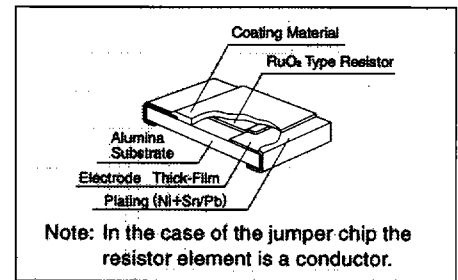 Coating Material
RuO₂ Type Resistor
Alumina
Substrate
Electrode Thick-Film
Plating (Ni+Sn/Pb)
Note: In the case of the jumper chip the
resistor element is a conductor.